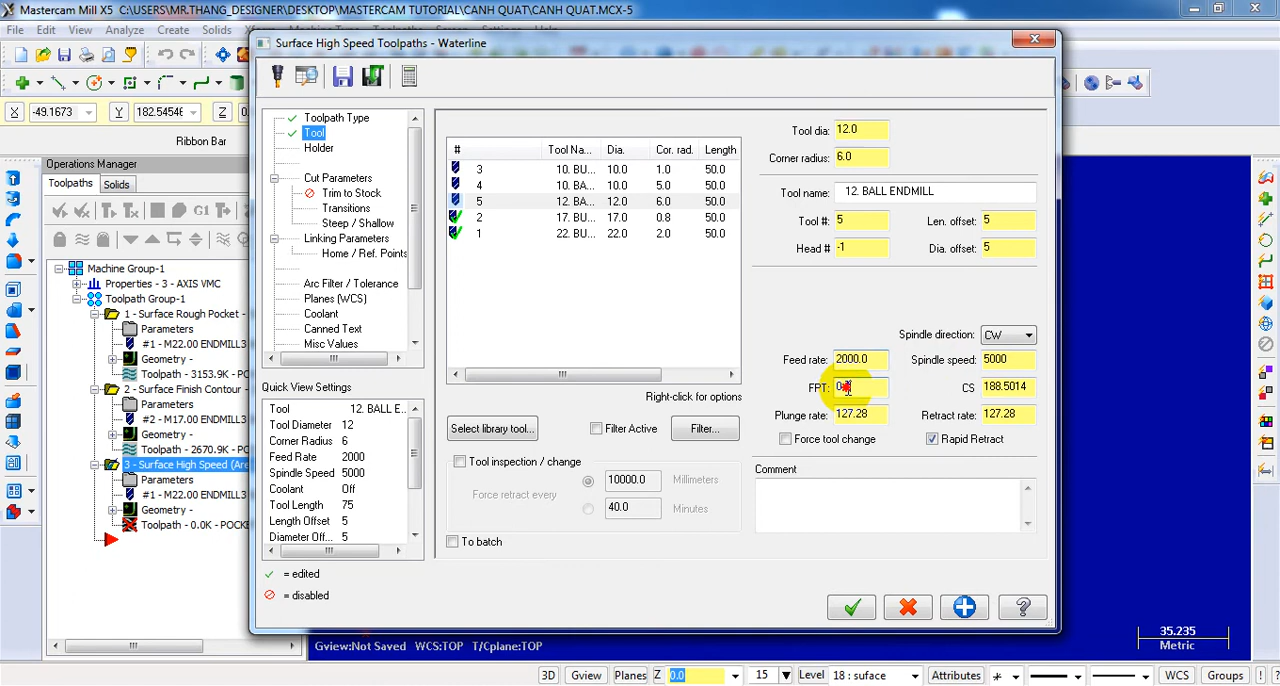 Mastercam Mill X5 C:\USERS\MR.THANG_DESIGNER\DESKTOP\MASTERCAM TUTORIAL\CANH QUAT\CANH QUAT.MCX-5
File Edit View Analyze Create Solids
X -49.1673 Y 182.54546 Z
Ribbon Bar
Operations Manager
Toolpaths Solids
G1
Machine Group-1
Properties - 3 - AXIS VMC
Toolpath Group-1
1 - Surface Rough Pocket -
Parameters
#1 - M22.00 ENDMILL3
Geometry -
Toolpath - 3153.9K - POC
2 - Surface Finish Contour -
Parameters
#2 - M17.00 ENDMILL
Geometry -
Toolpath - 2670.9K - POC
3 - Surface High Speed (Are
Parameters
#1 - M22.00 ENDMILL3
Geometry -
Toolpath - 0.0K - POCKE
Surface High Speed Toolpaths - Waterline
Toolpath Type
Tool
Holder
Cut Parameters
Trim to Stock
Transitions
Steep / Shallow
Linking Parameters
Home / Ref. Points
Arc Filter / Tolerance
Planes (WCS)
Coolant
Canned Text
Misc Values
Quick View Settings
Tool 12. BALL E...
Tool Diameter 12
Corner Radius 6
Feed Rate 2000
Spindle Speed 5000
Coolant Off
Tool Length 75
Length Offset 5
Diameter Off... 5
= edited
= disabled
# Tool Na... Dia. Cor. rad. Length
3 10. BU... 10.0 1.0 50.0
4 10. BA... 10.0 5.0 50.0
5 12. BA... 12.0 6.0 50.0
2 17. BU... 17.0 0.8 50.0
1 22. BU... 22.0 2.0 50.0
Right-click for options
Select library tool... Filter Active Filter...
Tool inspection / change
Force retract every 10000.0 Millimeters
40.0 Minutes
To batch
Tool dia: 12.0
Corner radius: 6.0
Tool name: 12. BALL ENDMILL
Tool #: 5 Len. offset: 5
Head # -1 Dia. offset: 5
Spindle direction: CW
Feed rate: 2000.0 Spindle speed: 5000
FPT: CS 188.5014
Plunge rate: 127.28 Retract rate: 127.28
Force tool change Rapid Retract
Comment
Gview:Not Saved WCS:TOP T/Cplane:TOP
35.235
Metric
3D Gview Planes Z 0.0 15 Level 18 : suface Attributes WCS Groups